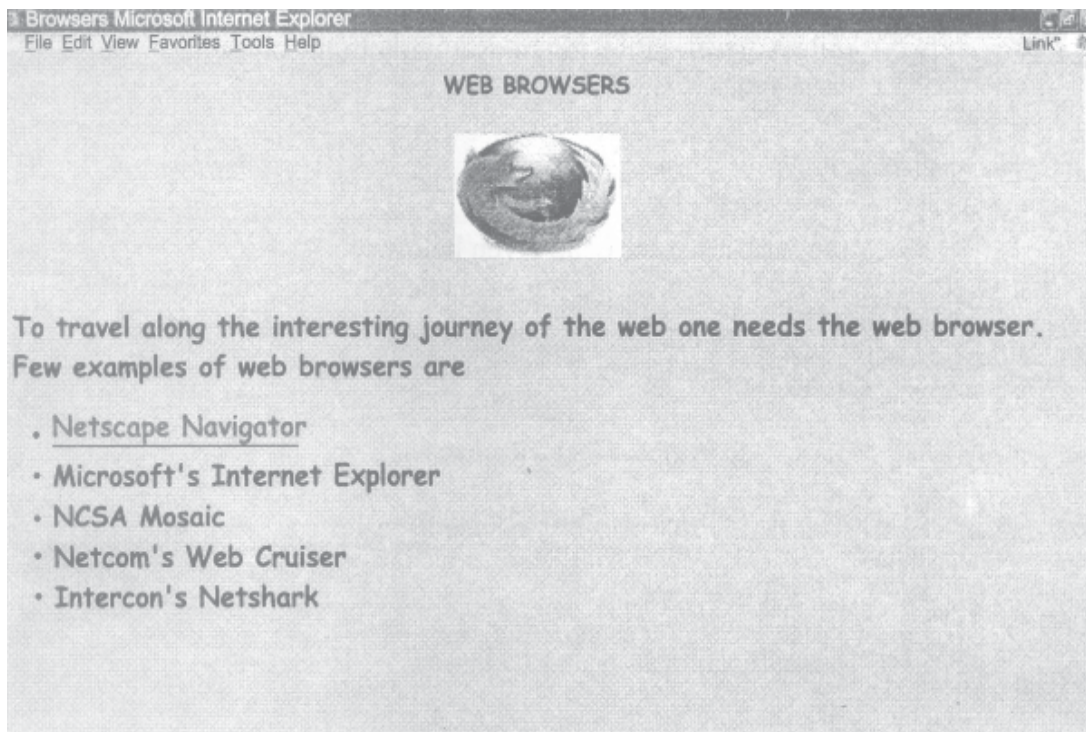 Browsers Microsoft Internet Explorer
File Edit View Favorites Tools Help
Link"
WEB BROWSERS
To travel along the interesting journey of the web one needs the web browser.
Few examples of web browsers are
. Netscape Navigator
• Microsoft's Internet Explorer
• NCSA Mosaic
• Netcom's Web Cruiser
• Intercon's Netshark